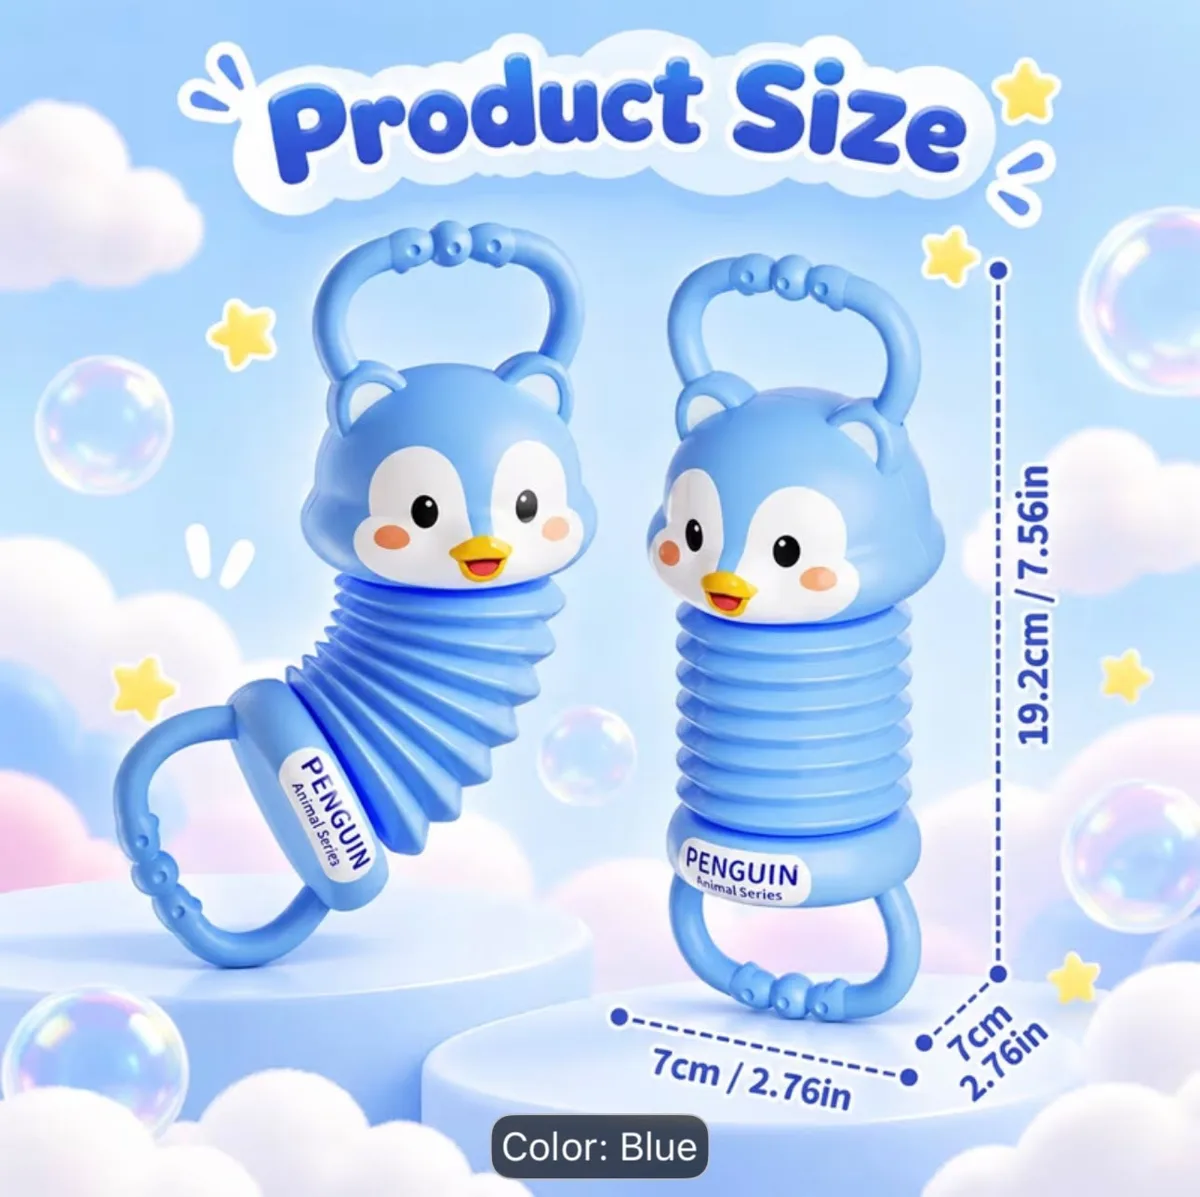 Product Size
19.2cm / 7.56in
PENGUIN
Animal Series
PENGUIN
Animal Series
7cm
2.76in
7cm / 2.76in
Color: Blue